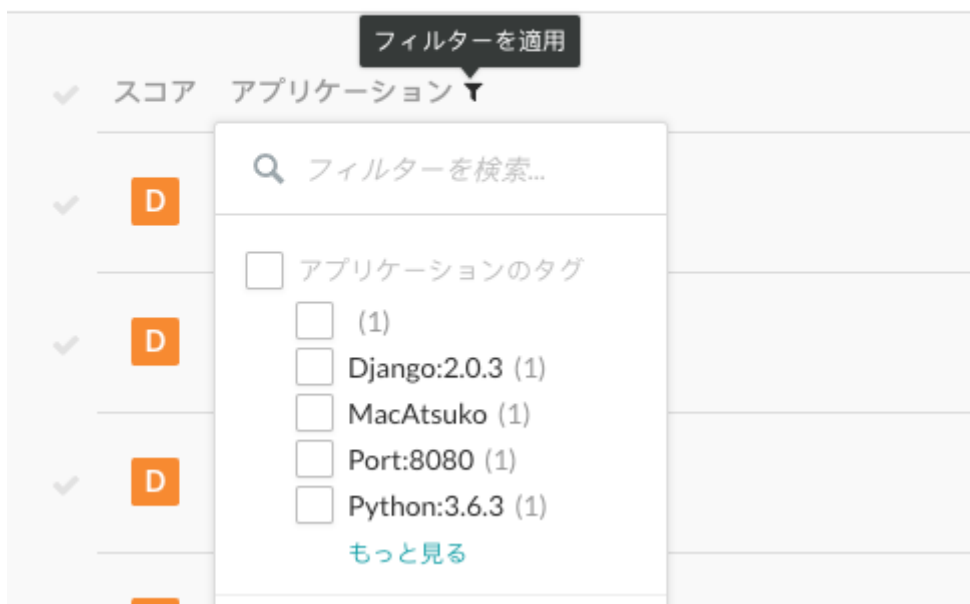 フィルターを適用
スコア アプリケーション
フィルターを検索...
D
アプリケーションのタグ
(1)
Django:2.0.3 (1)
D
MacAtsuko (1)
Port:8080 (1)
D
Python:3.6.3 (1)
もっと見る